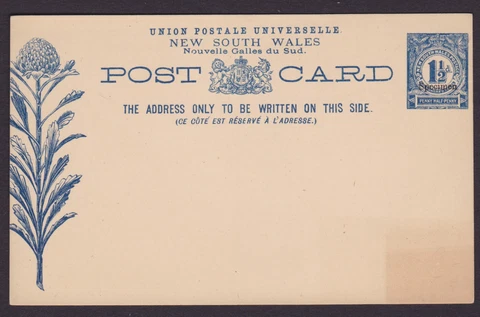 UNION POSTALE UNIVERSELLE
NEW SOUTH WALES
Nouvelle Galles du Sud.
POST CARD
THE ADDRESS ONLY TO BE WRITTEN ON THIS SIDE.
(CE CÔTÉ EST RÉSERVÉ A L'ADRESSE.)
1½
Specimen
PENNY HALF-PENNY